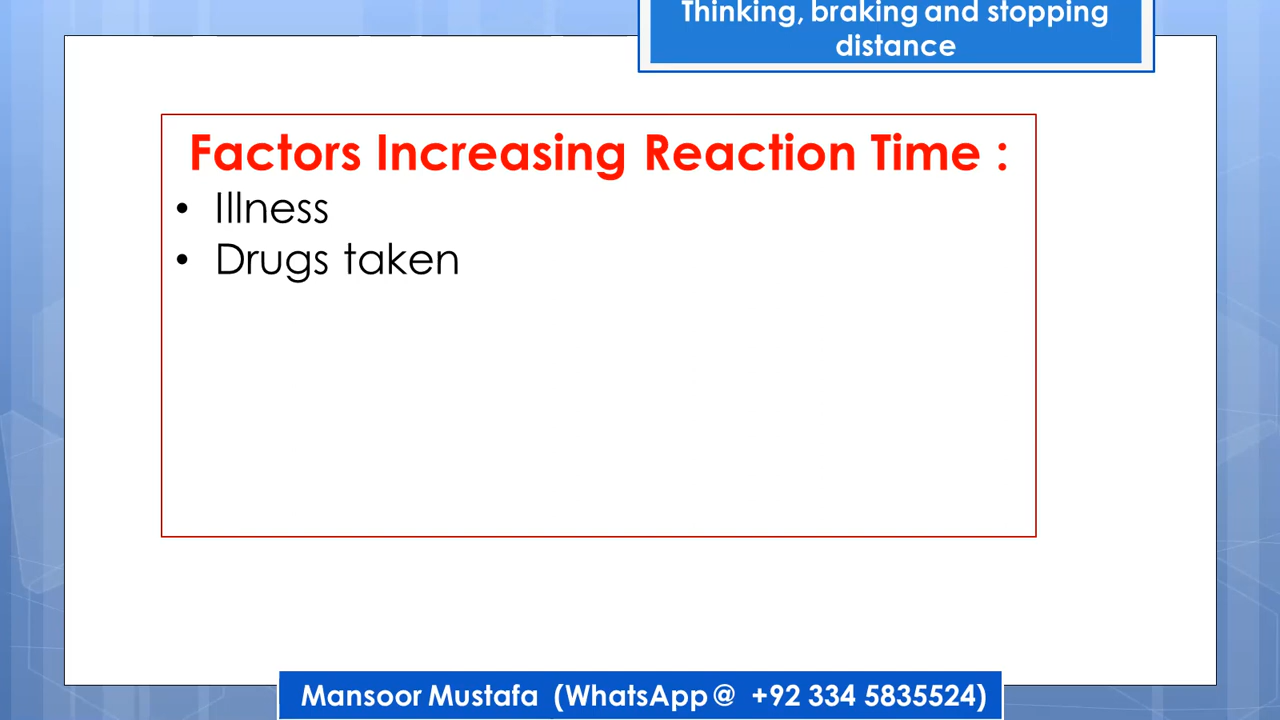 Thinking, braking and stopping
distance
Factors Increasing Reaction Time :
• Illness
• Drugs taken
Mansoor Mustafa (WhatsApp@ +92 334 5835524)